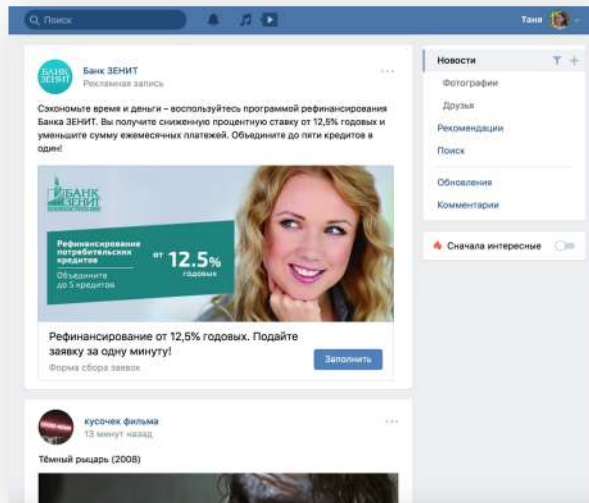 Поиск
Таня
БАНК ЗЕНИТ
Банк ЗЕНИТ
Рекламная запись
Сэкономьте время и деньги – воспользуйтесь программой рефинансирования
Банка ЗЕНИТ. Вы получите сниженную процентную ставку от 12,5% годовых и
уменьшите сумму ежемесячных платежей. Объедините до пяти кредитов в
один!
БАНК
ЗЕНИТ
Рефинансирование
потребительских
кредитов
Объедините
до 5 кредитов
от 12.5%
годовых
Рефинансирование от 12,5% годовых. Подайте
заявку за одну минуту!
Форма сбора заявок
Заполнить
кусочек фильма
13 минут назад
Тёмный рыцарь (2008)
Новости
Фотографии
Друзья
Рекомендации
Поиск
Обновления
Комментарии
Сначала интересные